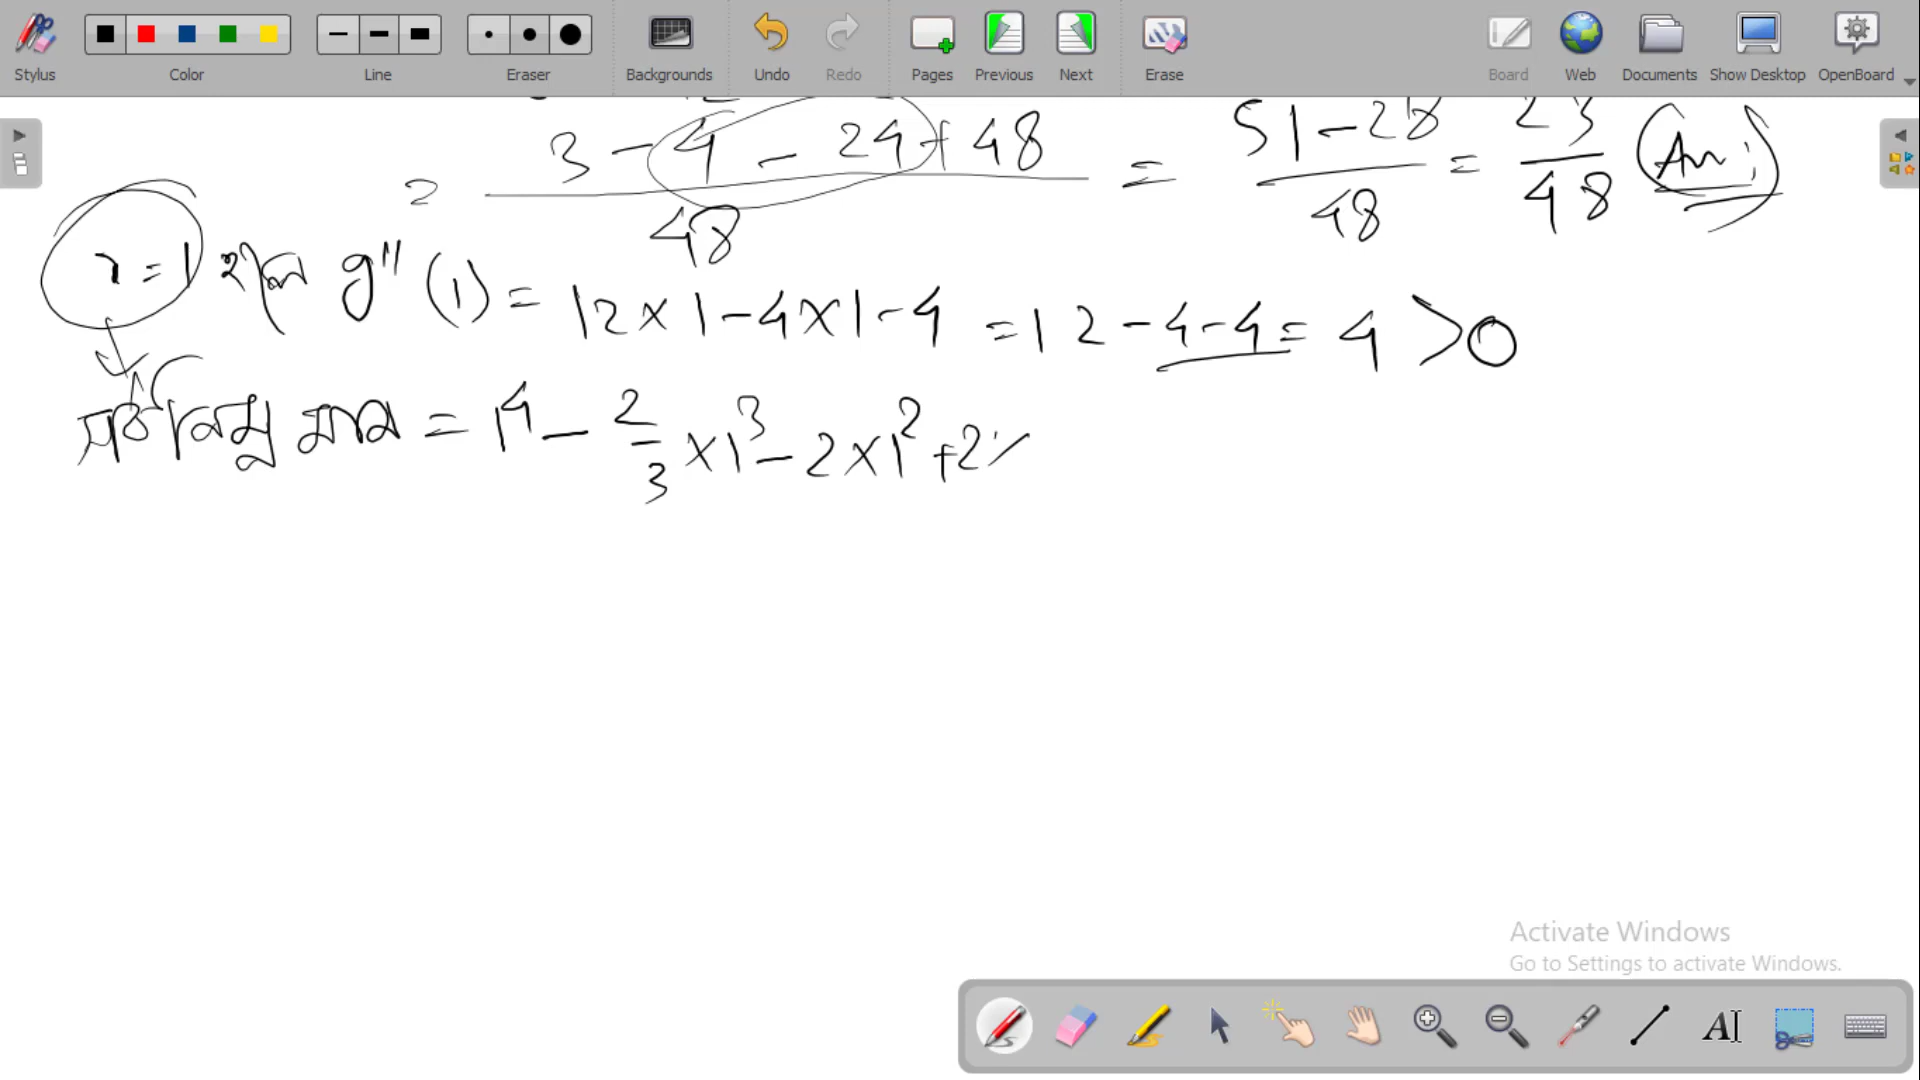 Stylus Color Line Eraser Backgrounds Undo Redo Pages Previous Next Erase Board Web Documents Show Desktop OpenBoard
= (3 - 4 - 24 + 48)/48 = (51 - 28)/48 = 23/48 (Ans:)
x = 1 হলে g''(1) = 12 × 1 - 4 × 1 - 4 = 12 - 4 - 4 = 4 > 0
সর্বনিম্ন মান = 1⁴ - 2/3 × 1³ - 2 × 1² + 2×
Activate Windows
Go to Settings to activate Windows.